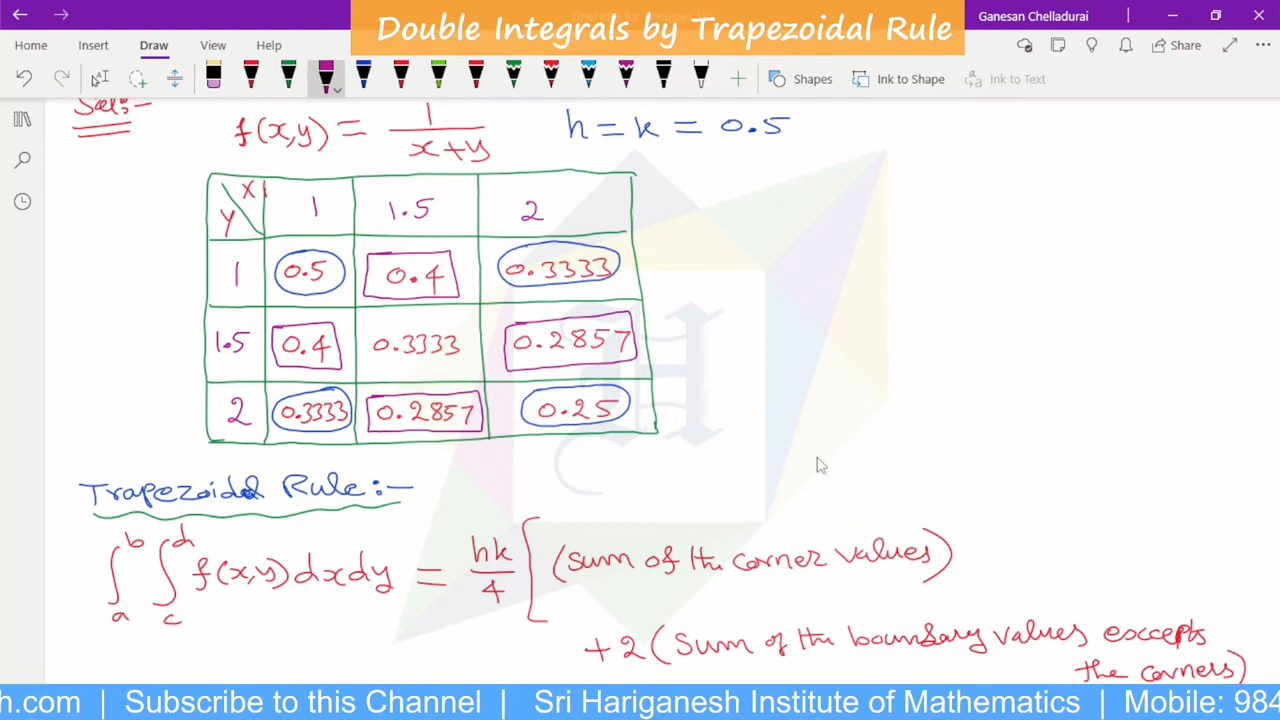 Double Integrals by Trapezoidal Rule
Ganesan Chelladurai
Home Insert Draw View Help Share
Shapes Ink to Shape Ink to Text
Sol:-
f(x,y) = 1/(x+y) h = k = 0.5
X 1 1.5 2
Y
1 0.5 0.4 0.3333
1.5 0.4 0.3333 0.2857
2 0.3333 0.2857 0.25
Trapezoidal Rule:-
∫_a^b ∫_c^d f(x,y) dx dy = hk/4 [ (sum of the corner values)
+2 (Sum of the boundary values excepts
the corners)
h.com | Subscribe to this Channel | Sri Hariganesh Institute of Mathematics | Mobile: 984